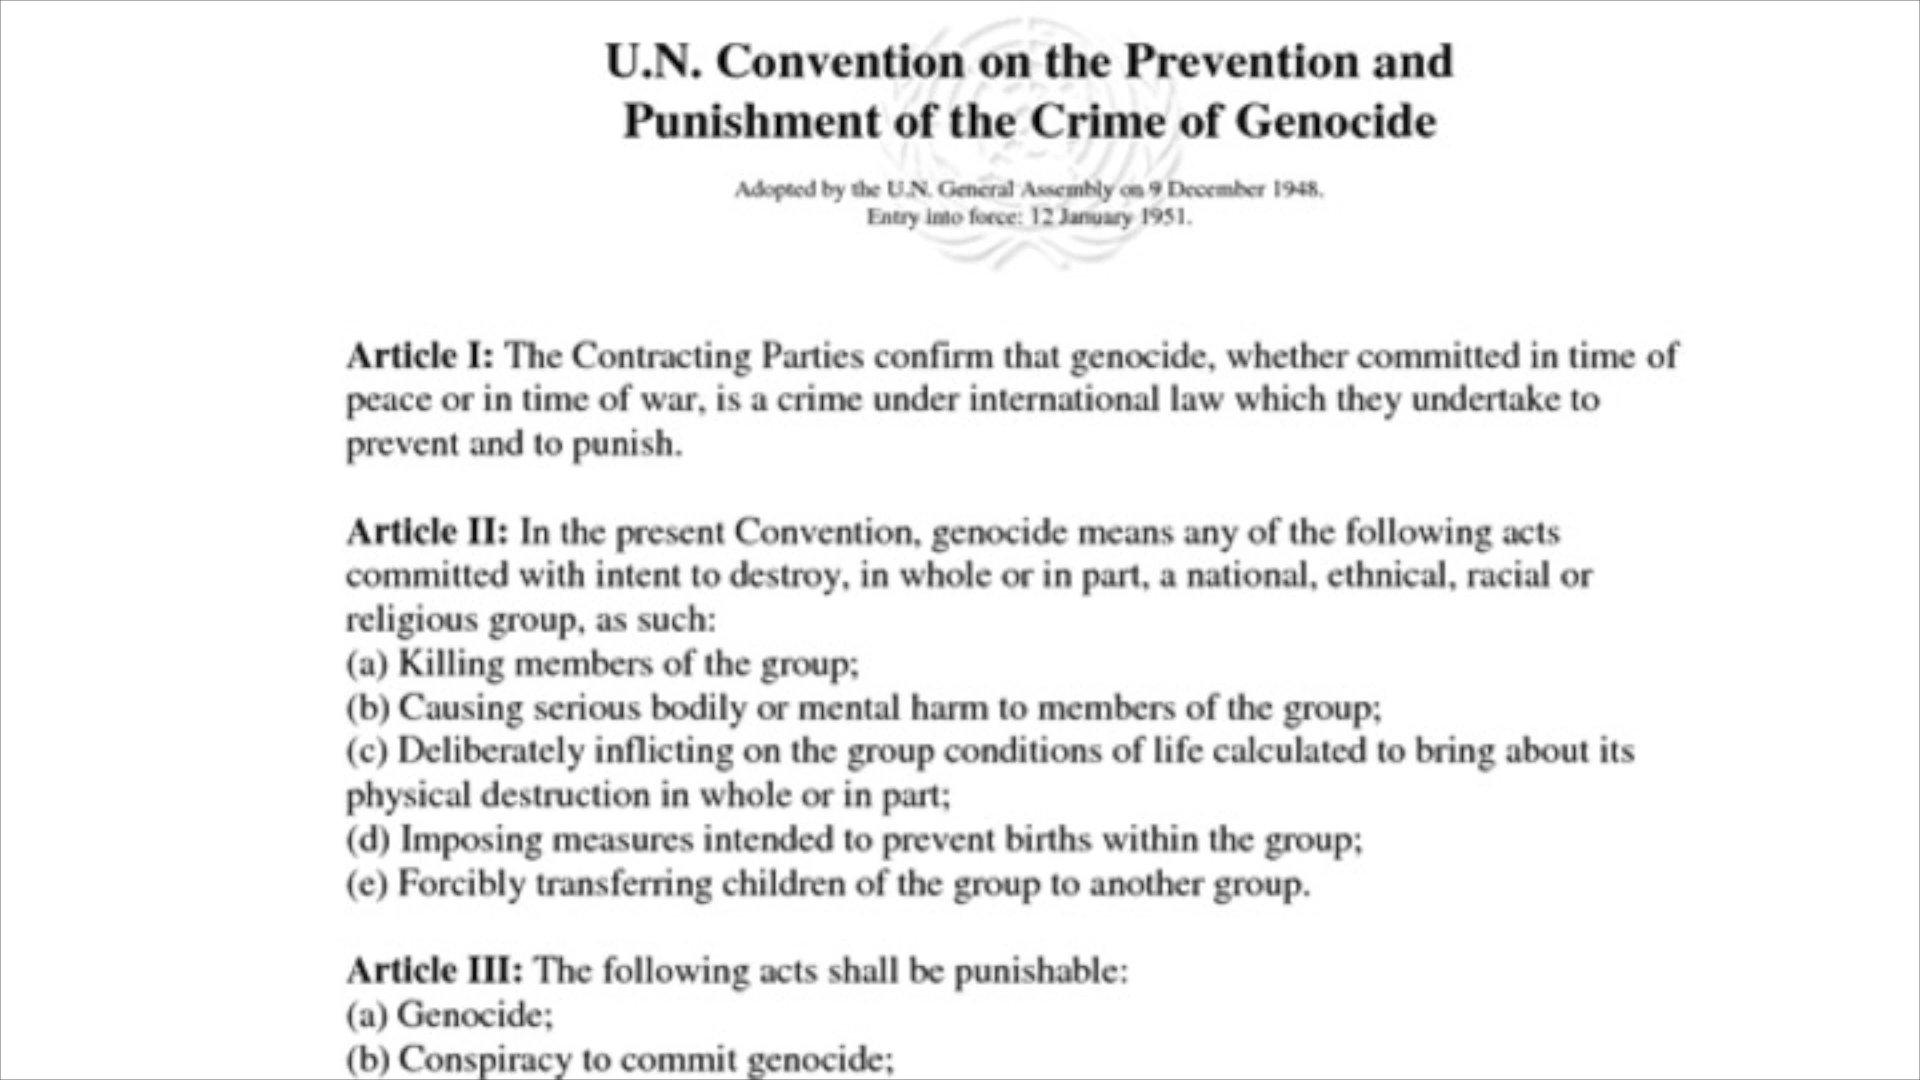 U.N. Convention on the Prevention and
Punishment of the Crime of Genocide
Adopted by the U.N. General Assembly on 9 December 1948.
Entry into force: 12 January 1951.
Article I: The Contracting Parties confirm that genocide, whether committed in time of
peace or in time of war, is a crime under international law which they undertake to
prevent and to punish.
Article II: In the present Convention, genocide means any of the following acts
committed with intent to destroy, in whole or in part, a national, ethnical, racial or
religious group, as such:
(a) Killing members of the group;
(b) Causing serious bodily or mental harm to members of the group;
(c) Deliberately inflicting on the group conditions of life calculated to bring about its
physical destruction in whole or in part;
(d) Imposing measures intended to prevent births within the group;
(e) Forcibly transferring children of the group to another group.
Article III: The following acts shall be punishable:
(a) Genocide;
(b) Conspiracy to commit genocide;